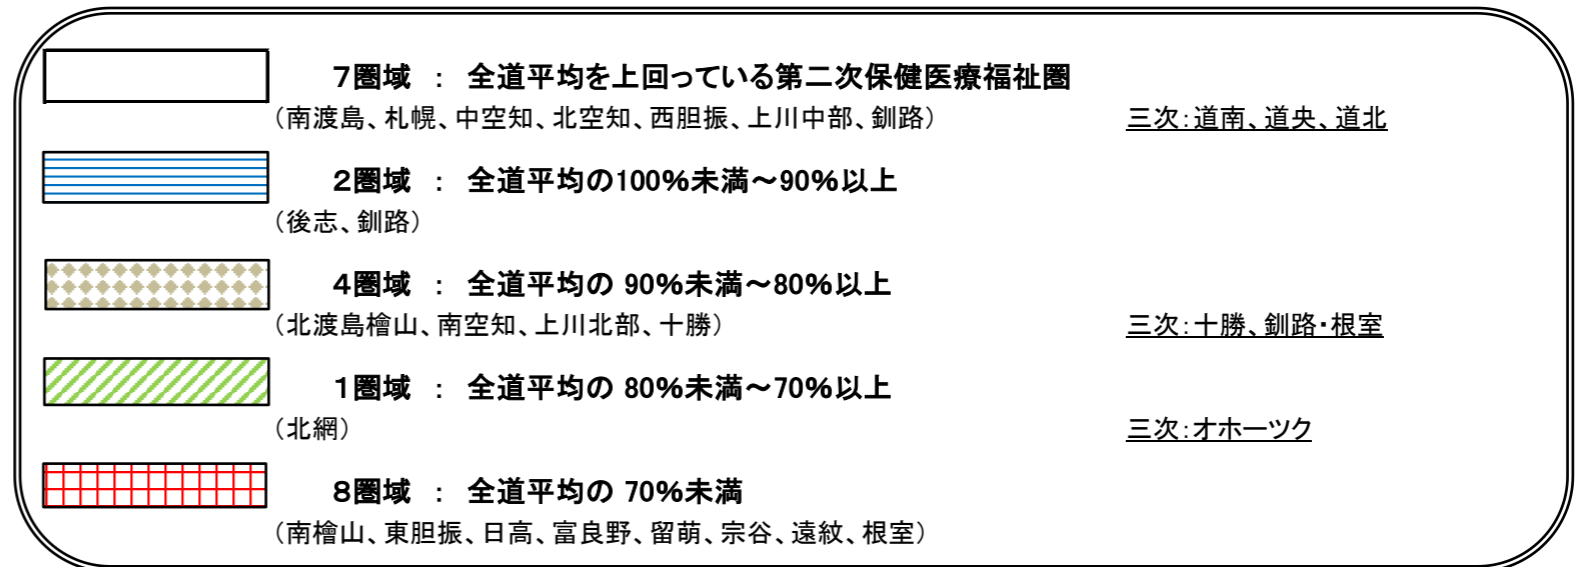 7圏域 : 全道平均を上回っている第二次保健医療福祉圏
(南渡島、札幌、中空知、北空知、西胆振、上川中部、釧路) 三次:道南、道央、道北
2圏域 : 全道平均の100%未満~90%以上
(後志、釧路)
4圏域 : 全道平均の 90%未満~80%以上
(北渡島檜山、南空知、上川北部、十勝) 三次:十勝、釧路・根室
1圏域 : 全道平均の 80%未満~70%以上
(北網) 三次:オホーツク
8圏域 : 全道平均の 70%未満
(南檜山、東胆振、日高、富良野、留萌、宗谷、遠紋、根室)